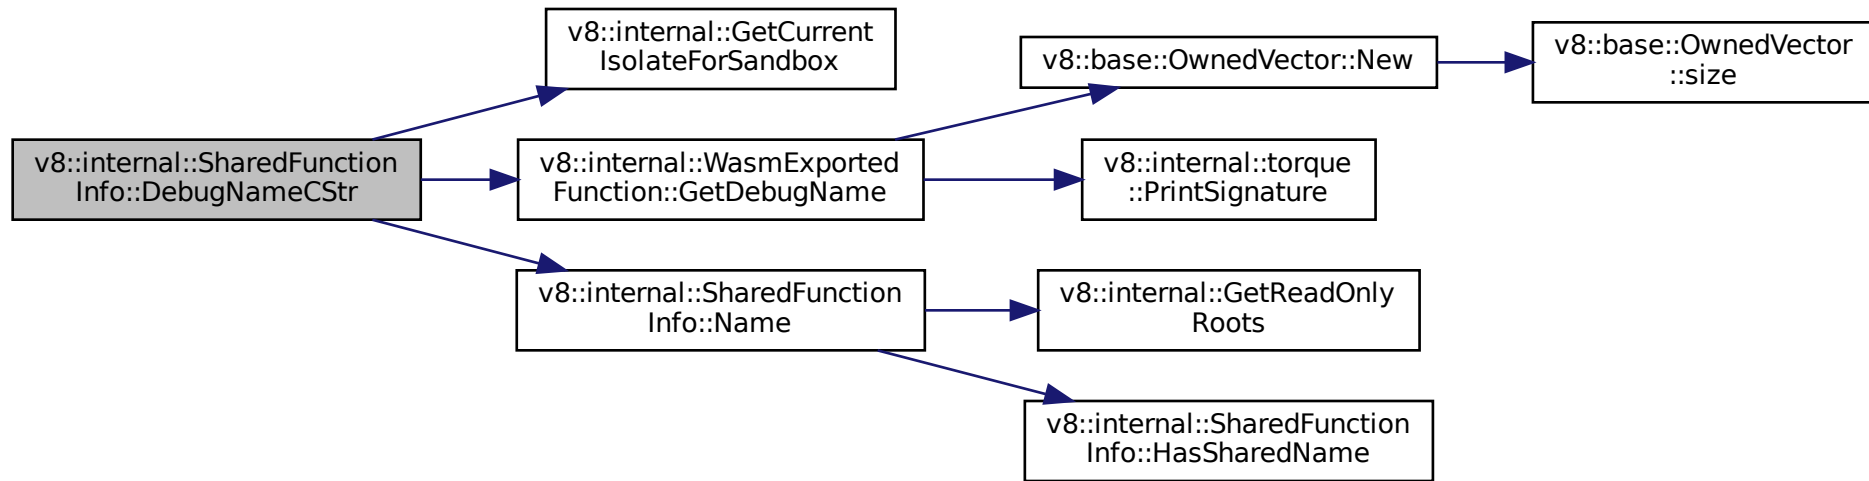 v8::internal::GetCurrent
IsolateForSandbox
v8::base::OwnedVector::New
v8::base::OwnedVector
::size
v8::internal::SharedFunction
Info::DebugNameCStr
v8::internal::WasmExported
Function::GetDebugName
v8::internal::torque
::PrintSignature
v8::internal::SharedFunction
Info::Name
v8::internal::GetReadOnly
Roots
v8::internal::SharedFunction
Info::HasSharedName